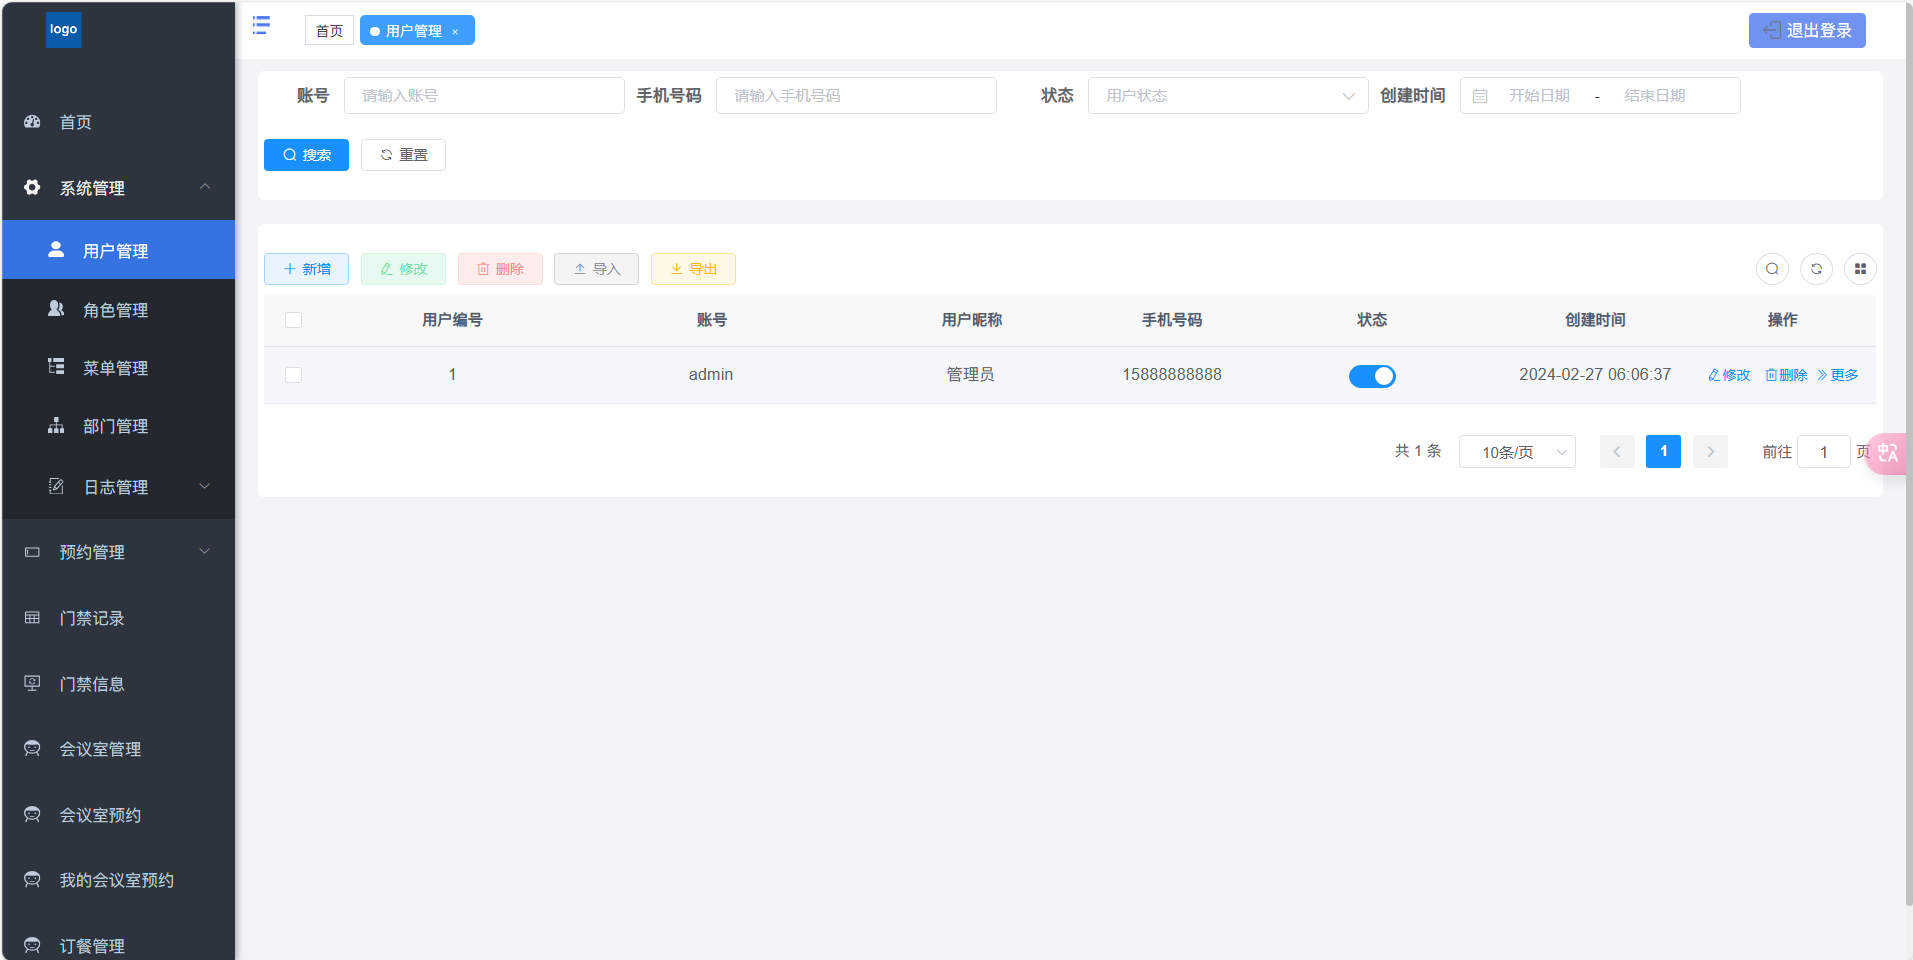 logo
首页
用户管理 ×
退出登录
首页
系统管理
用户管理
角色管理
菜单管理
部门管理
日志管理
预约管理
门禁记录
门禁信息
会议室管理
会议室预约
我的会议室预约
订餐管理
账号 请输入账号 手机号码 请输入手机号码 状态 用户状态 创建时间 开始日期 - 结束日期
搜索 重置
新增 修改 删除 导入 导出
用户编号 账号 用户昵称 手机号码 状态 创建时间 操作
1 admin 管理员 15888888888 2024-02-27 06:06:37 修改 删除 更多
共 1 条 10条/页 1 前往 1 页